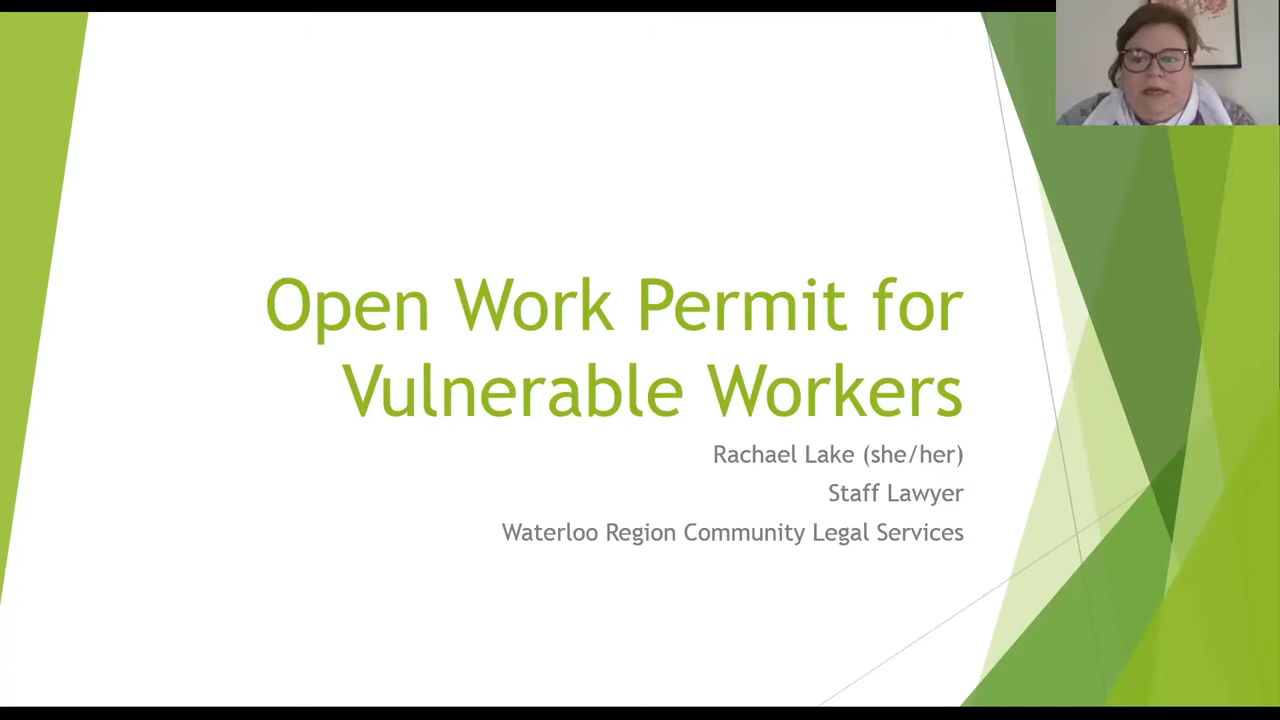 Open Work Permit for
Vulnerable Workers
Rachael Lake (she/her)
Staff Lawyer
Waterloo Region Community Legal Services